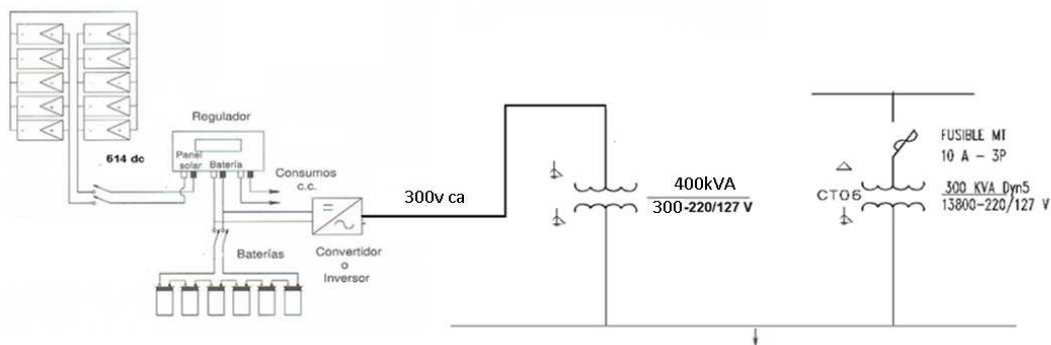 Regulador
Panel
solar
Batería
614 dc
Consumos
c.c.
300v ca
Baterías
Convertidor
o
Inversor
400kVA
300-220/127 V
FUSIBLE MT
10 A - 3P
CT06
300 KVA Dyn5
13800-220/127 V